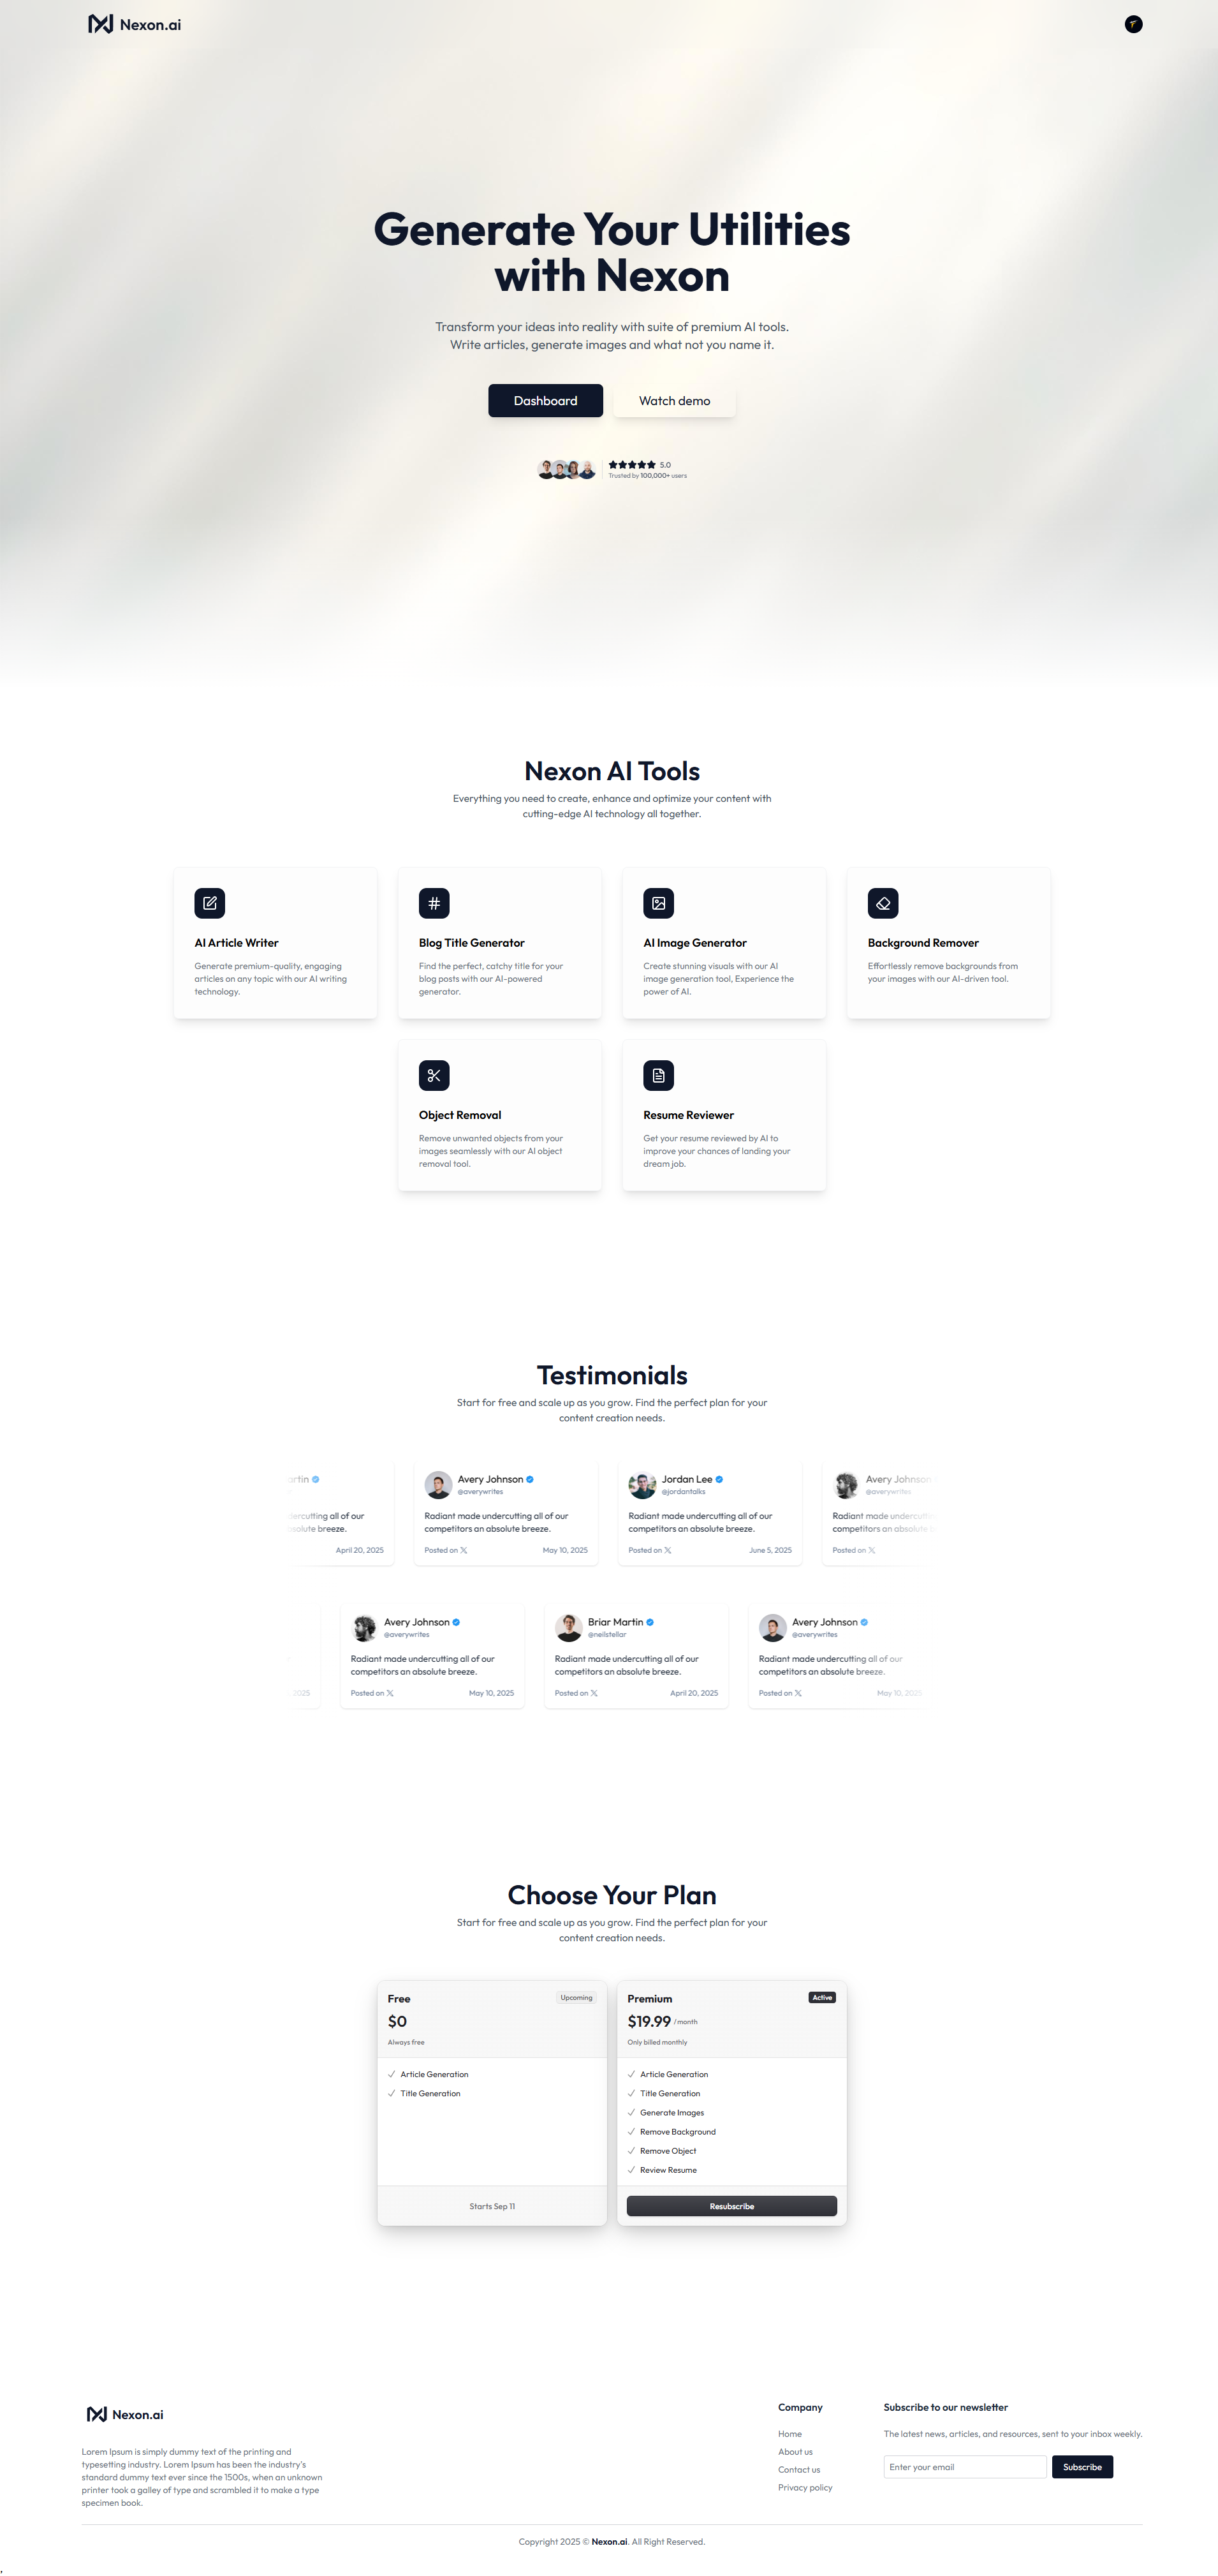 Nexon.ai
Generate Your Utilities
with Nexon
Transform your ideas into reality with suite of premium AI tools.
Write articles, generate images and what not you name it.
Dashboard
Watch demo
5.0
Trusted by 100,000+ users
Nexon AI Tools
Everything you need to create, enhance and optimize your content with
cutting-edge AI technology all together.
AI Article Writer
Generate premium-quality, engaging
articles on any topic with our AI writing
technology.
Blog Title Generator
Find the perfect, catchy title for your
blog posts with our AI-powered
generator.
AI Image Generator
Create stunning visuals with our AI
image generation tool, Experience the
power of AI.
Background Remover
Effortlessly remove backgrounds from
your images with our AI-driven tool.
Object Removal
Remove unwanted objects from your
images seamlessly with our AI object
removal tool.
Resume Reviewer
Get your resume reviewed by AI to
improve your chances of landing your
dream job.
Testimonials
Start for free and scale up as you grow. Find the perfect plan for your
content creation needs.
artin
dercutting all of our
absolute breeze.
April 20, 2025
Avery Johnson
@averywrites
Radiant made undercutting all of our
competitors an absolute breeze.
Posted on X
May 10, 2025
Jordan Lee
@jordantalks
Radiant made undercutting all of our
competitors an absolute breeze.
Posted on X
June 5, 2025
Avery Johnson
@averywrites
Radiant made undercutting
competitors an absolute
Posted on X
2025
Avery Johnson
@averywrites
Radiant made undercutting all of our
competitors an absolute breeze.
Posted on X
May 10, 2025
Briar Martin
@neilstellar
Radiant made undercutting all of our
competitors an absolute breeze.
Posted on X
April 20, 2025
Avery Johnson
@averywrites
Radiant made undercutting all of our
competitors an absolute breeze.
Posted on X
May 10, 2025
Choose Your Plan
Start for free and scale up as you grow. Find the perfect plan for your
content creation needs.
Free
Upcoming
$0
Always free
Article Generation
Title Generation
Starts Sep 11
Premium
Active
$19.99 / month
Only billed monthly
Article Generation
Title Generation
Generate Images
Remove Background
Remove Object
Review Resume
Resubscribe
Nexon.ai
Lorem Ipsum is simply dummy text of the printing and
typesetting industry. Lorem Ipsum has been the industry's
standard dummy text ever since the 1500s, when an unknown
printer took a galley of type and scrambled it to make a type
specimen book.
Company
Home
About us
Contact us
Privacy policy
Subscribe to our newsletter
The latest news, articles, and resources, sent to your inbox weekly.
Enter your email
Subscribe
Copyright 2025 © Nexon.ai. All Right Reserved.
,